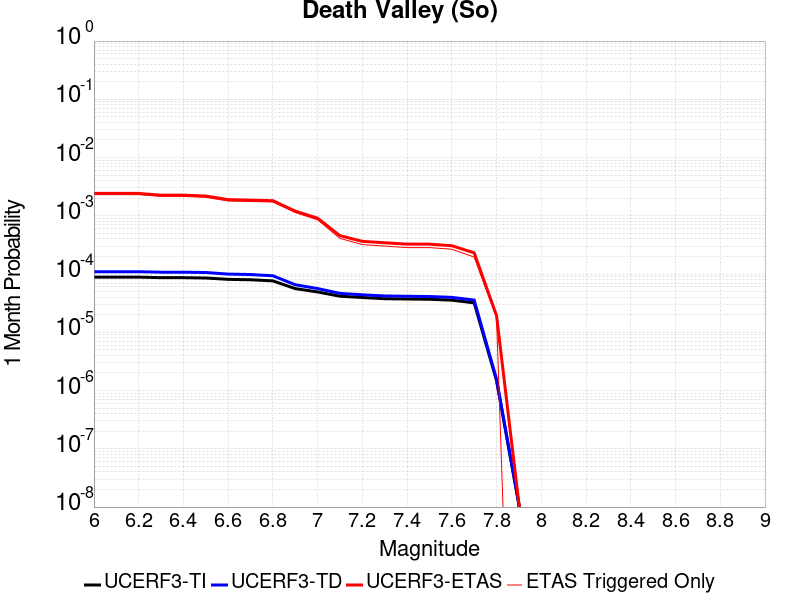 Death Valley (So)
1 Month Probability
10^0
10^-1
10^-2
10^-3
10^-4
10^-5
10^-6
10^-7
10^-8
6 6.2 6.4 6.6 6.8 7 7.2 7.4 7.6 7.8 8 8.2 8.4 8.6 8.8 9
Magnitude
UCERF3-TI UCERF3-TD UCERF3-ETAS ETAS Triggered Only